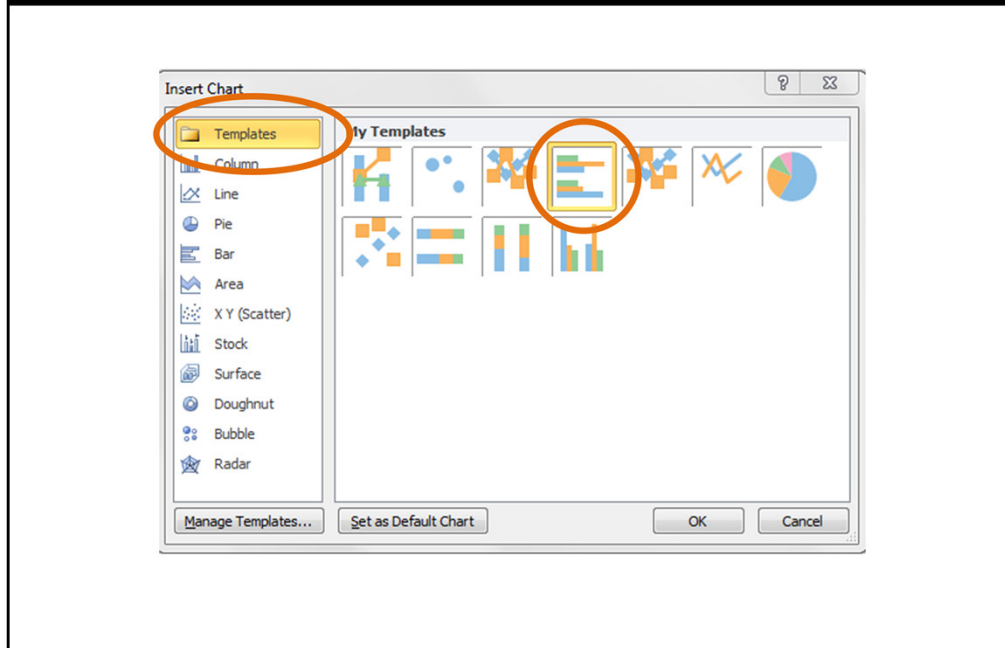 Insert Chart
Templates
Column
Line
Pie
Bar
Area
X Y (Scatter)
Stock
Surface
Doughnut
Bubble
Radar
My Templates
Manage Templates...
Set as Default Chart
OK
Cancel